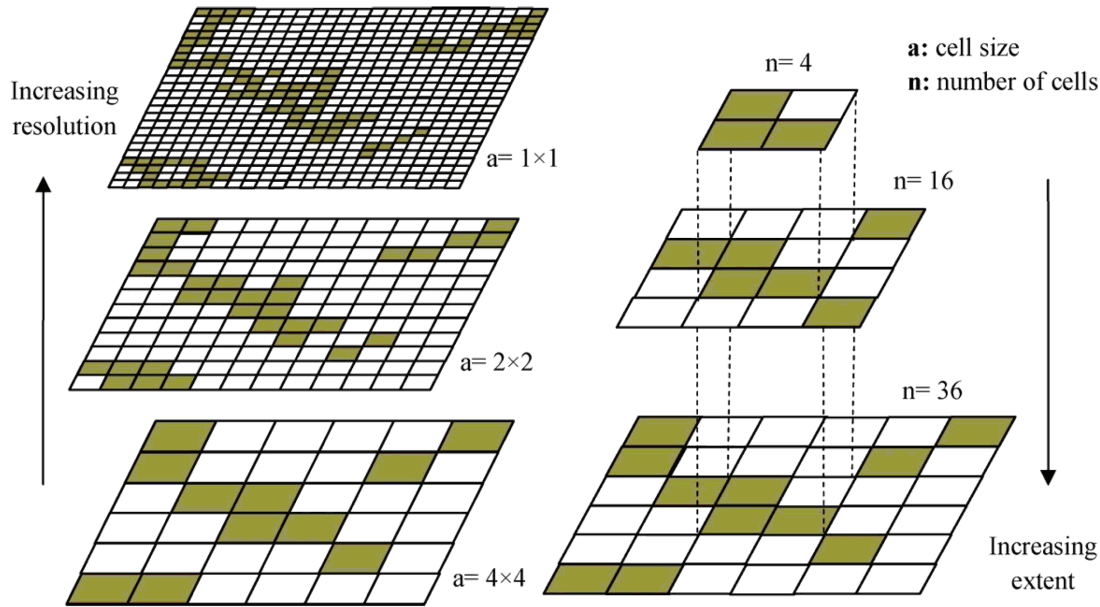 Increasing
resolution
a= 1×1
a= 2×2
a= 4×4
n= 4
a: cell size
n: number of cells
n= 16
n= 36
Increasing
extent